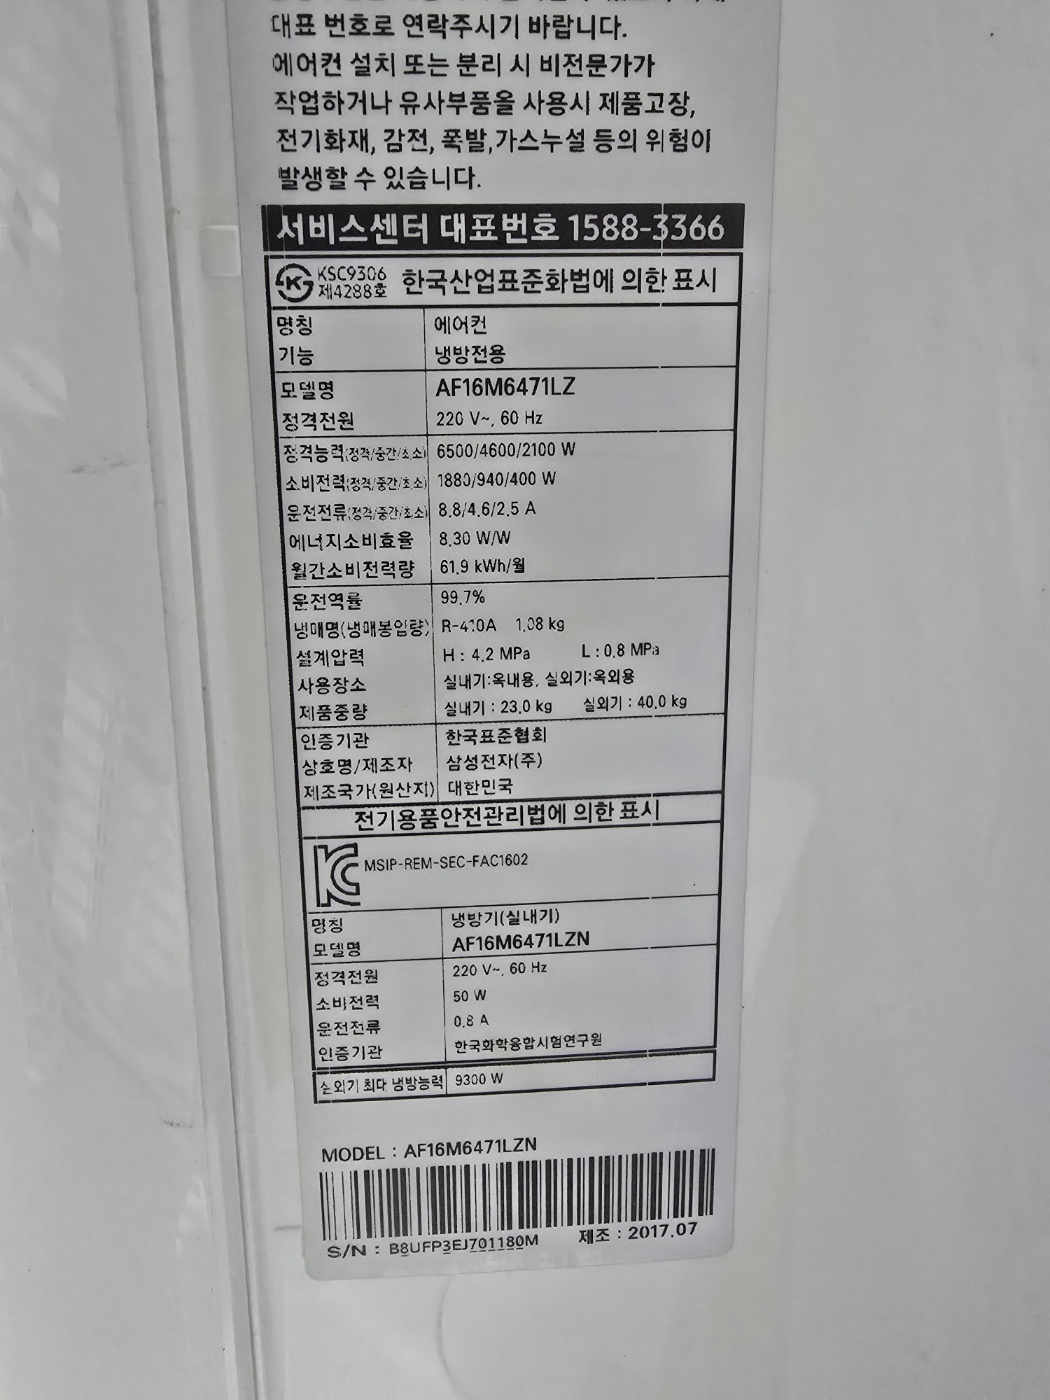 대표 번호로 연락주시기 바랍니다.
에어컨 설치 또는 분리 시 비전문가가
작업하거나 유사부품을 사용시 제품고장,
전기화재, 감전, 폭발,가스누설 등의 위험이
발생할 수 있습니다.
서비스센터 대표번호 1588-3366
KSC9306
제4288호 한국산업표준화법에 의한 표시
명칭 에어컨
기능 냉방전용
모델명 AF16M6471LZ
정격전원 220 V~, 60 Hz
정격능력(정격/중간/최소) 6500/4600/2100 W
소비전력(정격/중간/최소) 1880/940/400 W
운전전류(정격/중간/최소) 8.8/4.6/2.5 A
에너지소비효율 8.30 W/W
월간소비전력량 61.9 kWh/월
운전역률 99.7%
냉매명(냉매봉입량) R-410A 1.08 kg
설계압력 H : 4.2 MPa L : 0.8 MPa
사용장소 실내기:옥내용, 실외기:옥외용
제품중량 실내기 : 23.0 kg 실외기 : 40.0 kg
인증기관 한국표준협회
상호명/제조자 삼성전자(주)
제조국가(원산지) 대한민국
전기용품안전관리법에 의한 표시
MSIP-REM-SEC-FAC1602
명칭 냉방기(실내기)
모델명 AF16M6471LZN
정격전원 220 V~, 60 Hz
소비전력 50 W
운전전류 0.8 A
인증기관 한국화학융합시험연구원
실외기 최대 냉방능력 9300 W
MODEL : AF16M6471LZN
S/N : B8UFP3EJ701180M 제조 : 2017.07